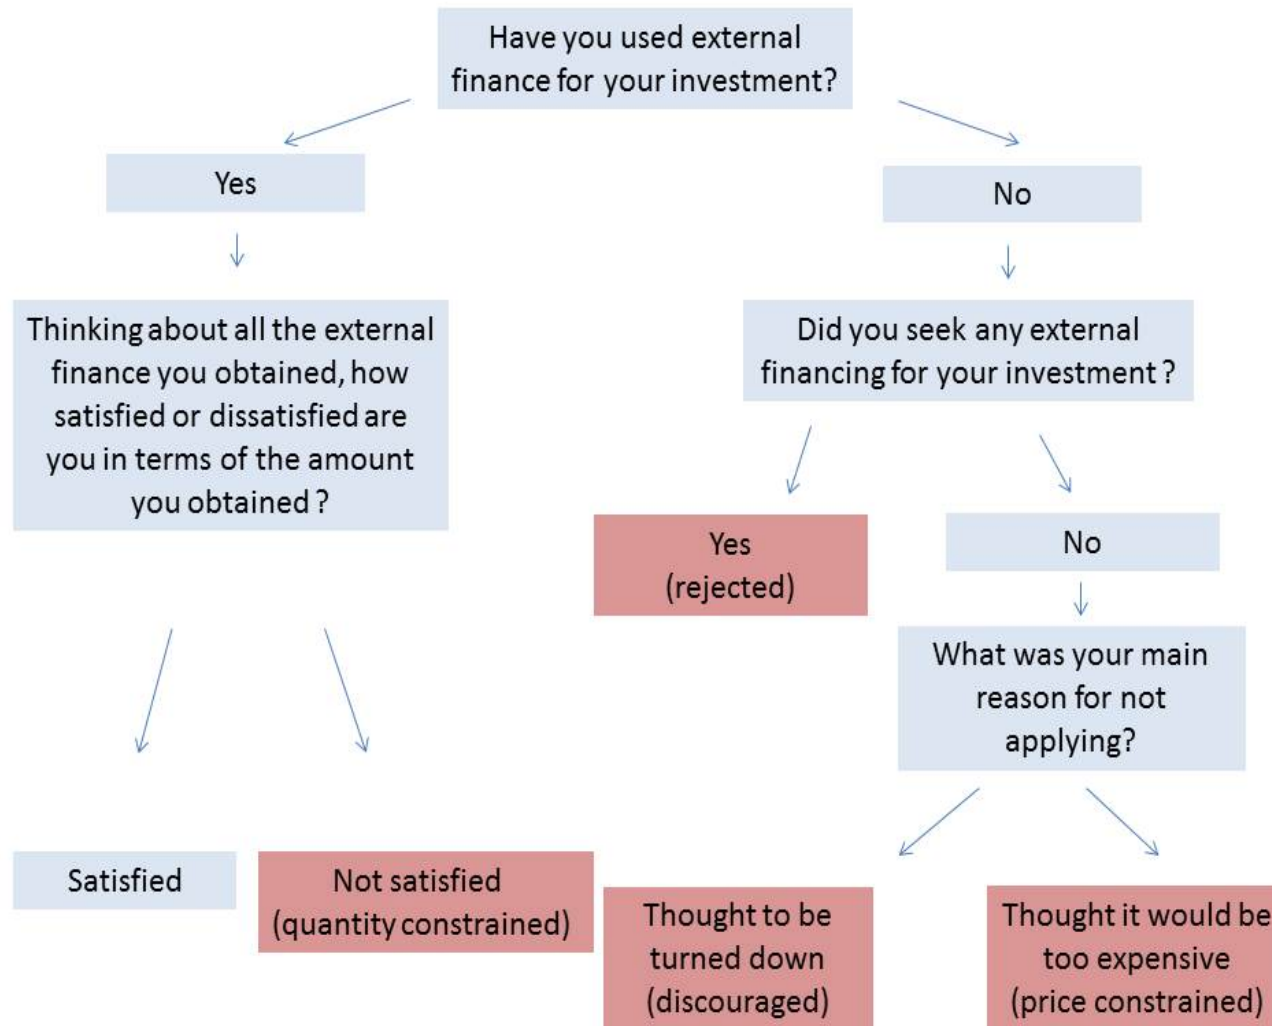 Have you used external
finance for your investment?
Yes
No
Thinking about all the external
finance you obtained, how
satisfied or dissatisfied are
you in terms of the amount
you obtained ?
Did you seek any external
financing for your investment ?
Yes
(rejected)
No
What was your main
reason for not
applying?
Satisfied
Not satisfied
(quantity constrained)
Thought to be
turned down
(discouraged)
Thought it would be
too expensive
(price constrained)